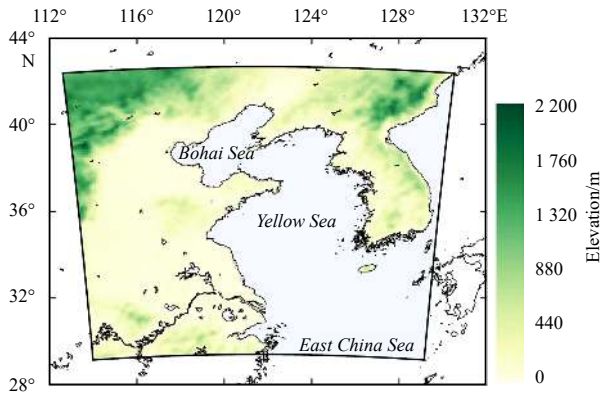 112° 116° 120° 124° 128° 132°E
44°
N
40°
36°
32°
28°
Bohai Sea
Yellow Sea
East China Sea
2 200
1 760
1 320
880
440
0
Elevation/m